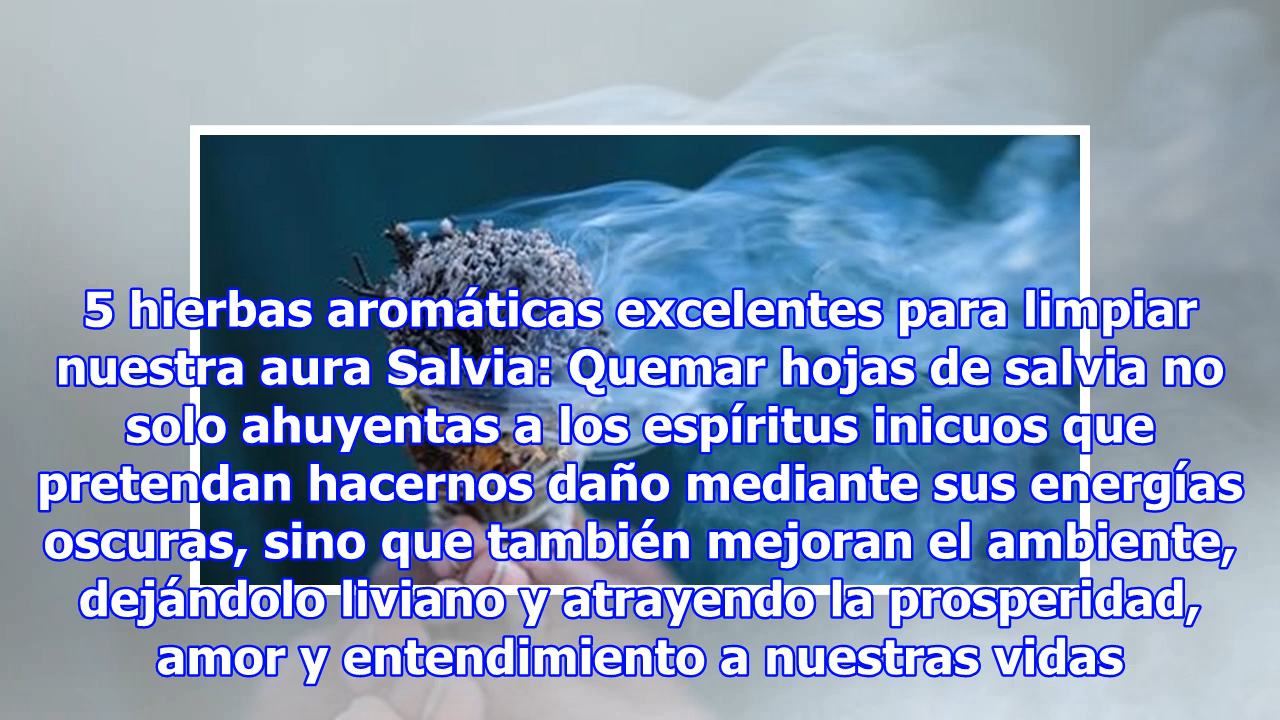 5 hierbas aromáticas excelentes para limpiar
nuestra aura Salvia: Quemar hojas de salvia no
solo ahuyentas a los espíritus inicuos que
pretendan hacernos daño mediante sus energías
oscuras, sino que también mejoran el ambiente,
dejándolo liviano y atrayendo la prosperidad,
amor y entendimiento a nuestras vidas